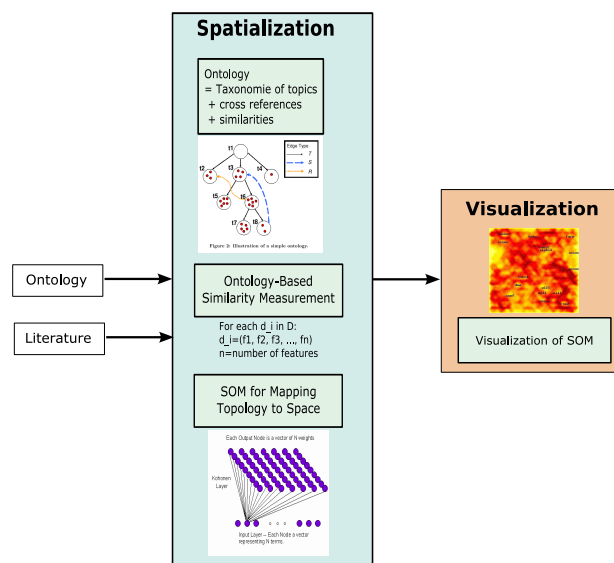 Spatialization
Ontology
= Taxonomie of topics
+ cross references
+ similarities
t1
t2
t3
t4
t5
t6
t7
t8
Edge Type
T
S
R
Figure 2: Illustration of a simple ontology.
Ontology
Literature
Ontology-Based
Similarity Measurement
For each d_i in D:
d_i=(f1, f2, f3, ..., fn)
n=number of features
SOM for Mapping
Topology to Space
Each Output Node is a vector of N weights
Kohonen
Layer
Input Layer – Each Node a vector
representing N terms.
Visualization
Visualization of SOM